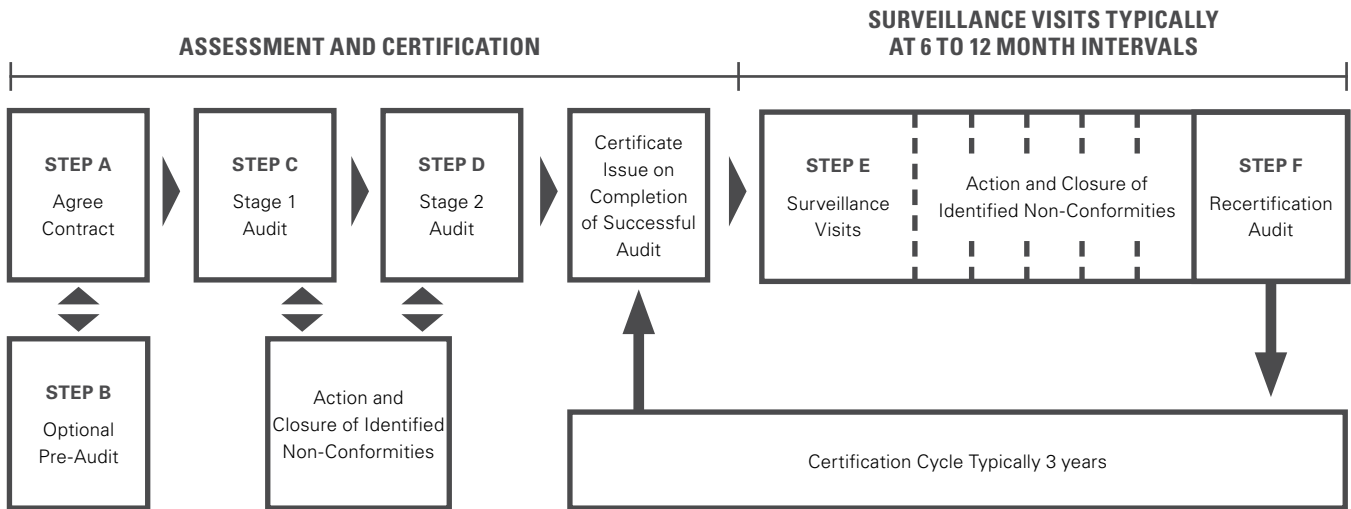 ASSESSMENT AND CERTIFICATION
SURVEILLANCE VISITS TYPICALLY
AT 6 TO 12 MONTH INTERVALS
STEP A
Agree
Contract
STEP C
Stage 1
Audit
STEP D
Stage 2
Audit
Certificate
Issue on
Completion
of Successful
Audit
STEP E
Surveillance
Visits
Action and Closure of
Identified Non-Conformities
STEP F
Recertification
Audit
STEP B
Optional
Pre-Audit
Action and
Closure of Identified
Non-Conformities
Certification Cycle Typically 3 years